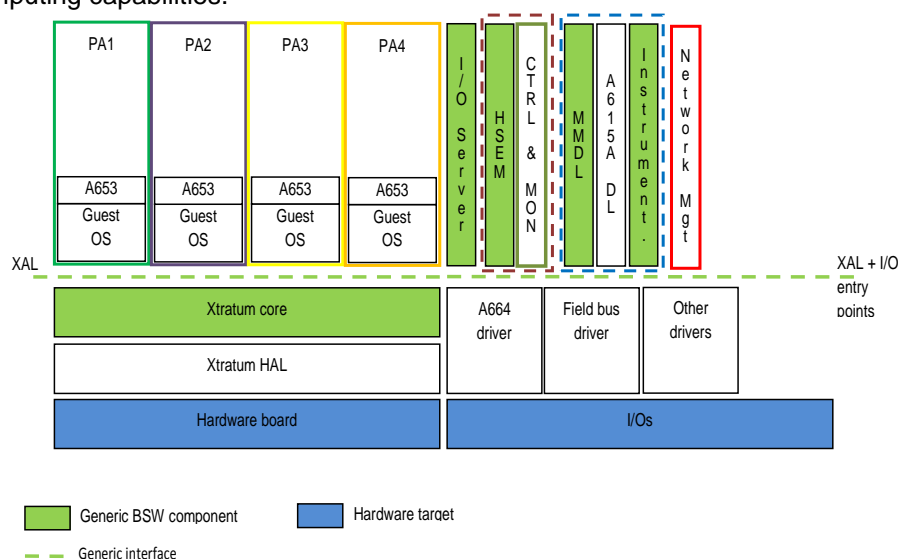 nputing capabilities.
PA1
PA2
PA3
PA4
A653
Guest
OS
A653
Guest
OS
A653
Guest
OS
A653
Guest
OS
I/O Server
HSEM
CTRL & MON
MMDL
A615A DL
Instrument.
Network Mgt
XAL
XAL + I/O
entry
points
Xtratum core
A664
driver
Field bus
driver
Other
drivers
Xtratum HAL
Hardware board
I/Os
Generic BSW component
Hardware target
Generic interface